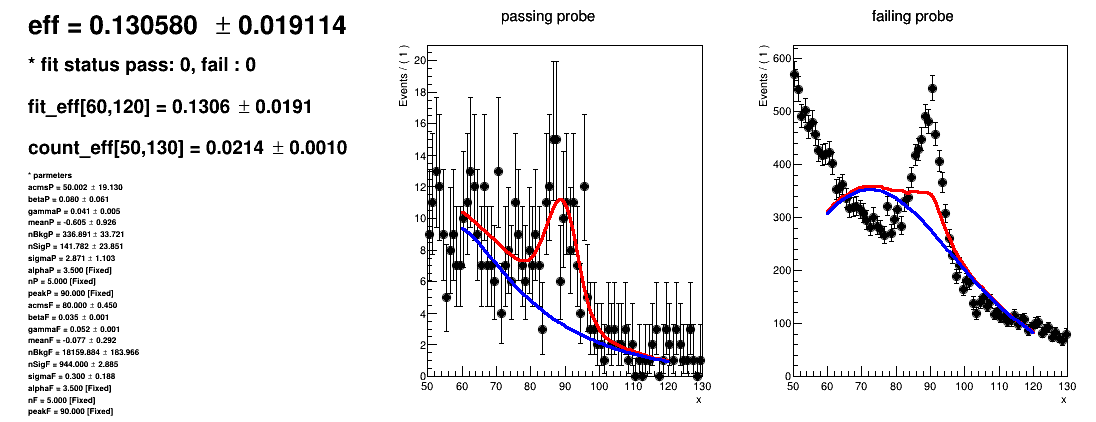 eff = 0.130580 ± 0.019114
* fit status pass: 0, fail : 0
fit_eff[60,120] = 0.1306 ± 0.0191
count_eff[50,130] = 0.0214 ± 0.0010
* parmeters
acmsP = 50.002 ± 19.130
betaP = 0.080 ± 0.061
gammaP = 0.041 ± 0.005
meanP = -0.605 ± 0.926
nBkgP = 336.891 ± 33.721
nSigP = 141.782 ± 23.851
sigmaP = 2.871 ± 1.103
alphaP = 3.500 [Fixed]
nP = 5.000 [Fixed]
peakP = 90.000 [Fixed]
acmsF = 80.000 ± 0.450
betaF = 0.035 ± 0.001
gammaF = 0.052 ± 0.001
meanF = -0.077 ± 0.292
nBkgF = 18159.884 ± 183.966
nSigF = 944.000 ± 2.885
sigmaF = 0.300 ± 0.188
alphaF = 3.500 [Fixed]
nF = 5.000 [Fixed]
peakF = 90.000 [Fixed]
passing probe
Events / ( 1 )
20
18
16
14
12
10
8
6
4
2
0
50 60 70 80 90 100 110 120 130
x
failing probe
Events / ( 1 )
600
500
400
300
200
100
0
50 60 70 80 90 100 110 120 130
x